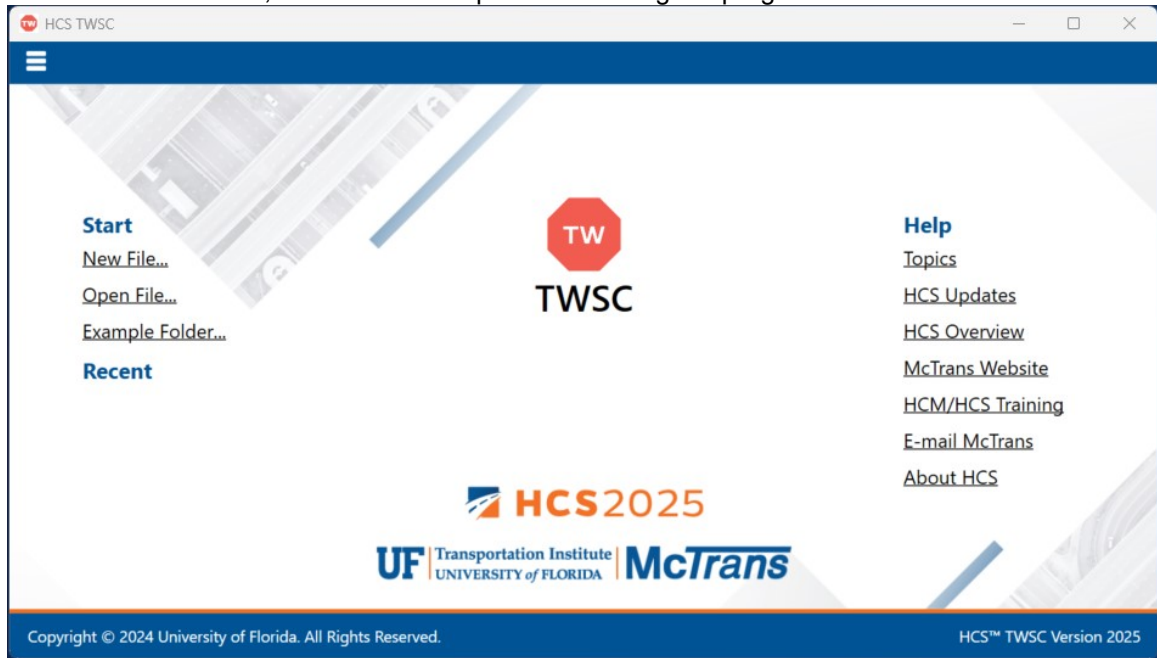 HCS TWSC
Start
New File...
Open File...
Example Folder...
Recent
TW
TWSC
Help
Topics
HCS Updates
HCS Overview
McTrans Website
HCM/HCS Training
E-mail McTrans
About HCS
HCS2025
UF Transportation Institute McTrans
UNIVERSITY of FLORIDA
Copyright © 2024 University of Florida. All Rights Reserved.
HCS™ TWSC Version 2025